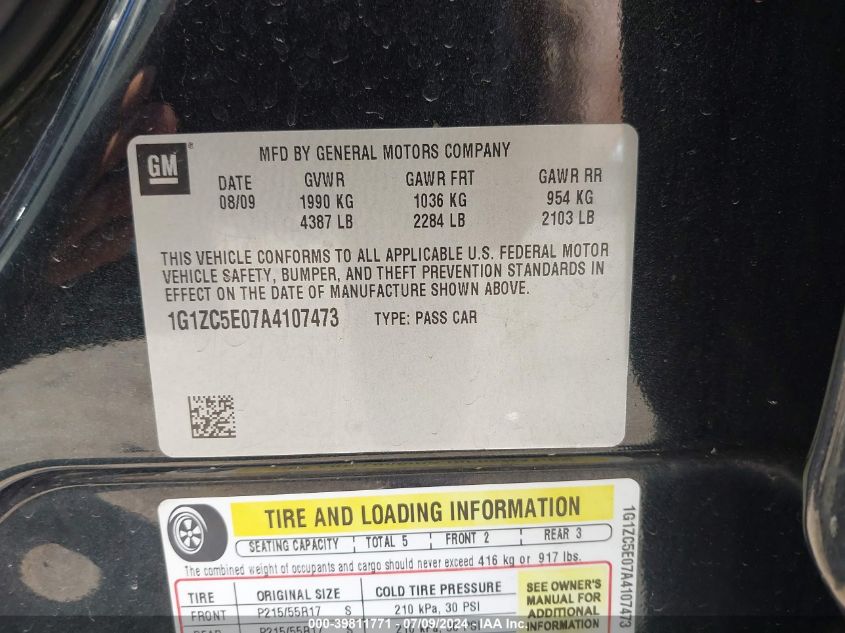 GM
MFD BY GENERAL MOTORS COMPANY
DATE GVWR GAWR FRT GAWR RR
08/09 1990 KG 1036 KG 954 KG
4387 LB 2284 LB 2103 LB
THIS VEHICLE CONFORMS TO ALL APPLICABLE U.S. FEDERAL MOTOR
VEHICLE SAFETY, BUMPER, AND THEFT PREVENTION STANDARDS IN
EFFECT ON THE DATE OF MANUFACTURE SHOWN ABOVE.
1G1ZC5E07A4107473 TYPE: PASS CAR
TIRE AND LOADING INFORMATION
SEATING CAPACITY TOTAL 5 FRONT 2 REAR 3
The combined weight of occupants and cargo should never exceed 416 kg or 917 lbs.
TIRE ORIGINAL SIZE COLD TIRE PRESSURE
FRONT P215/55R17 S 210 kPa, 30 PSI
P215/55R17 S
SEE OWNER'S
MANUAL FOR
ADDITIONAL
INFORMATION
1G1ZC5E07A4107473
000-39811771 - 07/09/2024 - IAA Inc.